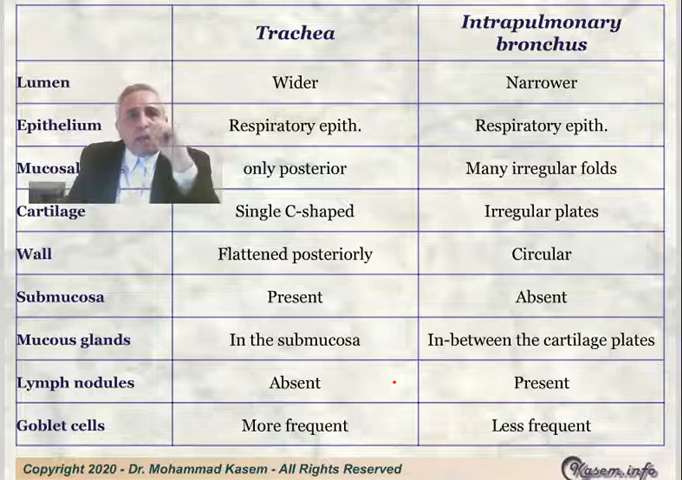 Trachea
Intrapulmonary
bronchus
Lumen Wider Narrower
Epithelium Respiratory epith. Respiratory epith.
Mucosal only posterior Many irregular folds
Cartilage Single C-shaped Irregular plates
Wall Flattened posteriorly Circular
Submucosa Present Absent
Mucous glands In the submucosa In-between the cartilage plates
Lymph nodules Absent Present
Goblet cells More frequent Less frequent
Copyright 2020 - Dr. Mohammad Kasem - All Rights Reserved
Kasem.info